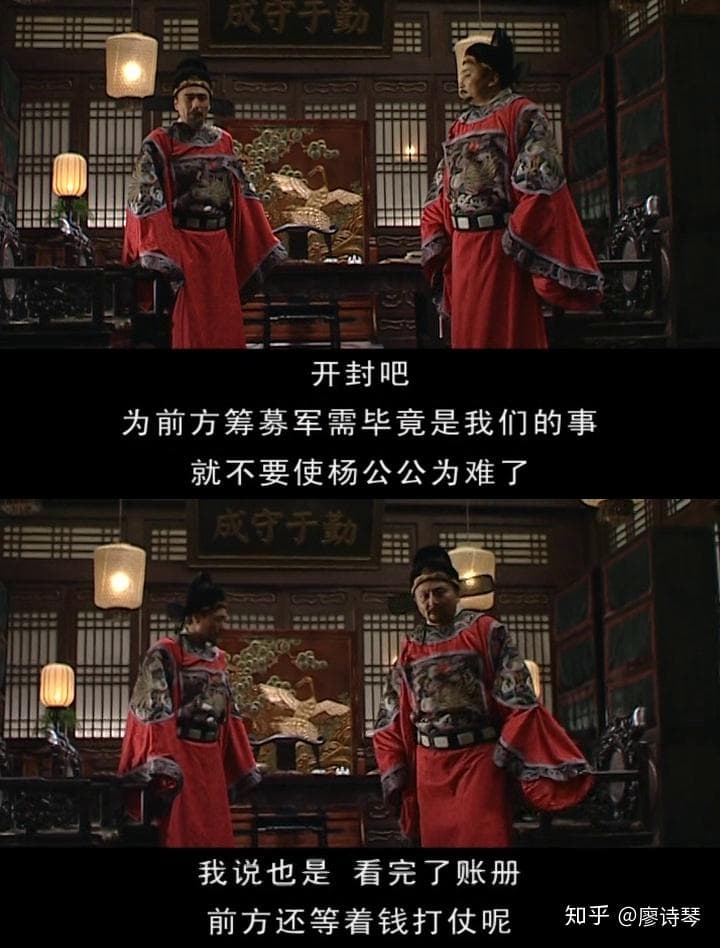 成守于勤
开封吧
为前方筹募军需毕竟是我们的事
就不要使杨公公为难了
成守于勤
我说也是 看完了账册
前方还等着钱打仗呢
知乎 @廖诗琴